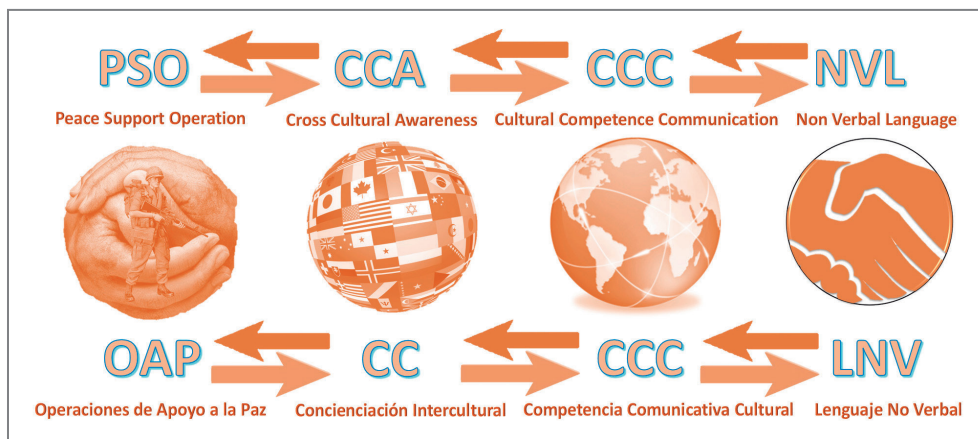 PSO CCA CCC NVL
Peace Support Operation Cross Cultural Awareness Cultural Competence Communication Non Verbal Language
OAP CC CCC LNV
Operaciones de Apoyo a la Paz Concienciación Intercultural Competencia Comunicativa Cultural Lenguaje No Verbal